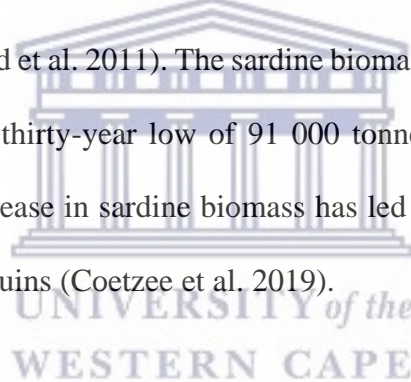 d et al. 2011). The sardine bioma
thirty-year low of 91 000 tonn
ease in sardine biomass has led
uins (Coetzee et al. 2019).
UNIVERSITY of the
WESTERN CAPE